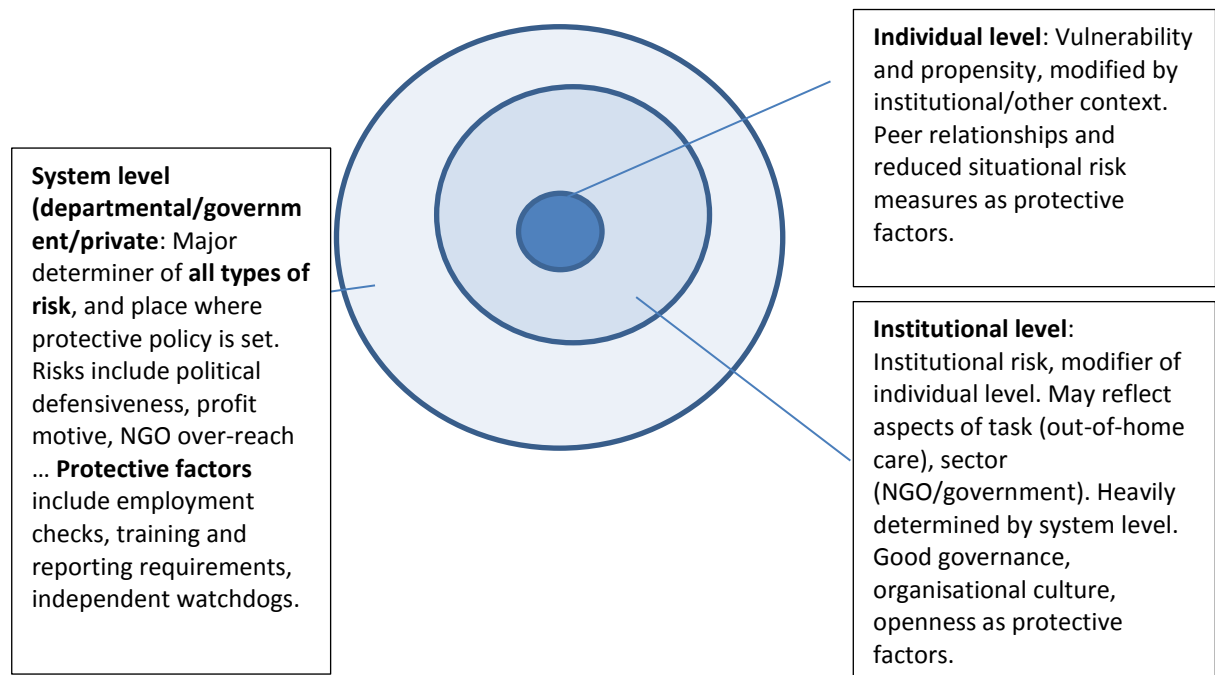 System level
(departmental/governm
ent/private: Major
determiner of all types of
risk, and place where
protective policy is set.
Risks include political
defensiveness, profit
motive, NGO over-reach
… Protective factors
include employment
checks, training and
reporting requirements,
independent watchdogs.
Individual level: Vulnerability
and propensity, modified by
institutional/other context.
Peer relationships and
reduced situational risk
measures as protective
factors.
Institutional level:
Institutional risk, modifier of
individual level. May reflect
aspects of task (out-of-home
care), sector
(NGO/government). Heavily
determined by system level.
Good governance,
organisational culture,
openness as protective
factors.